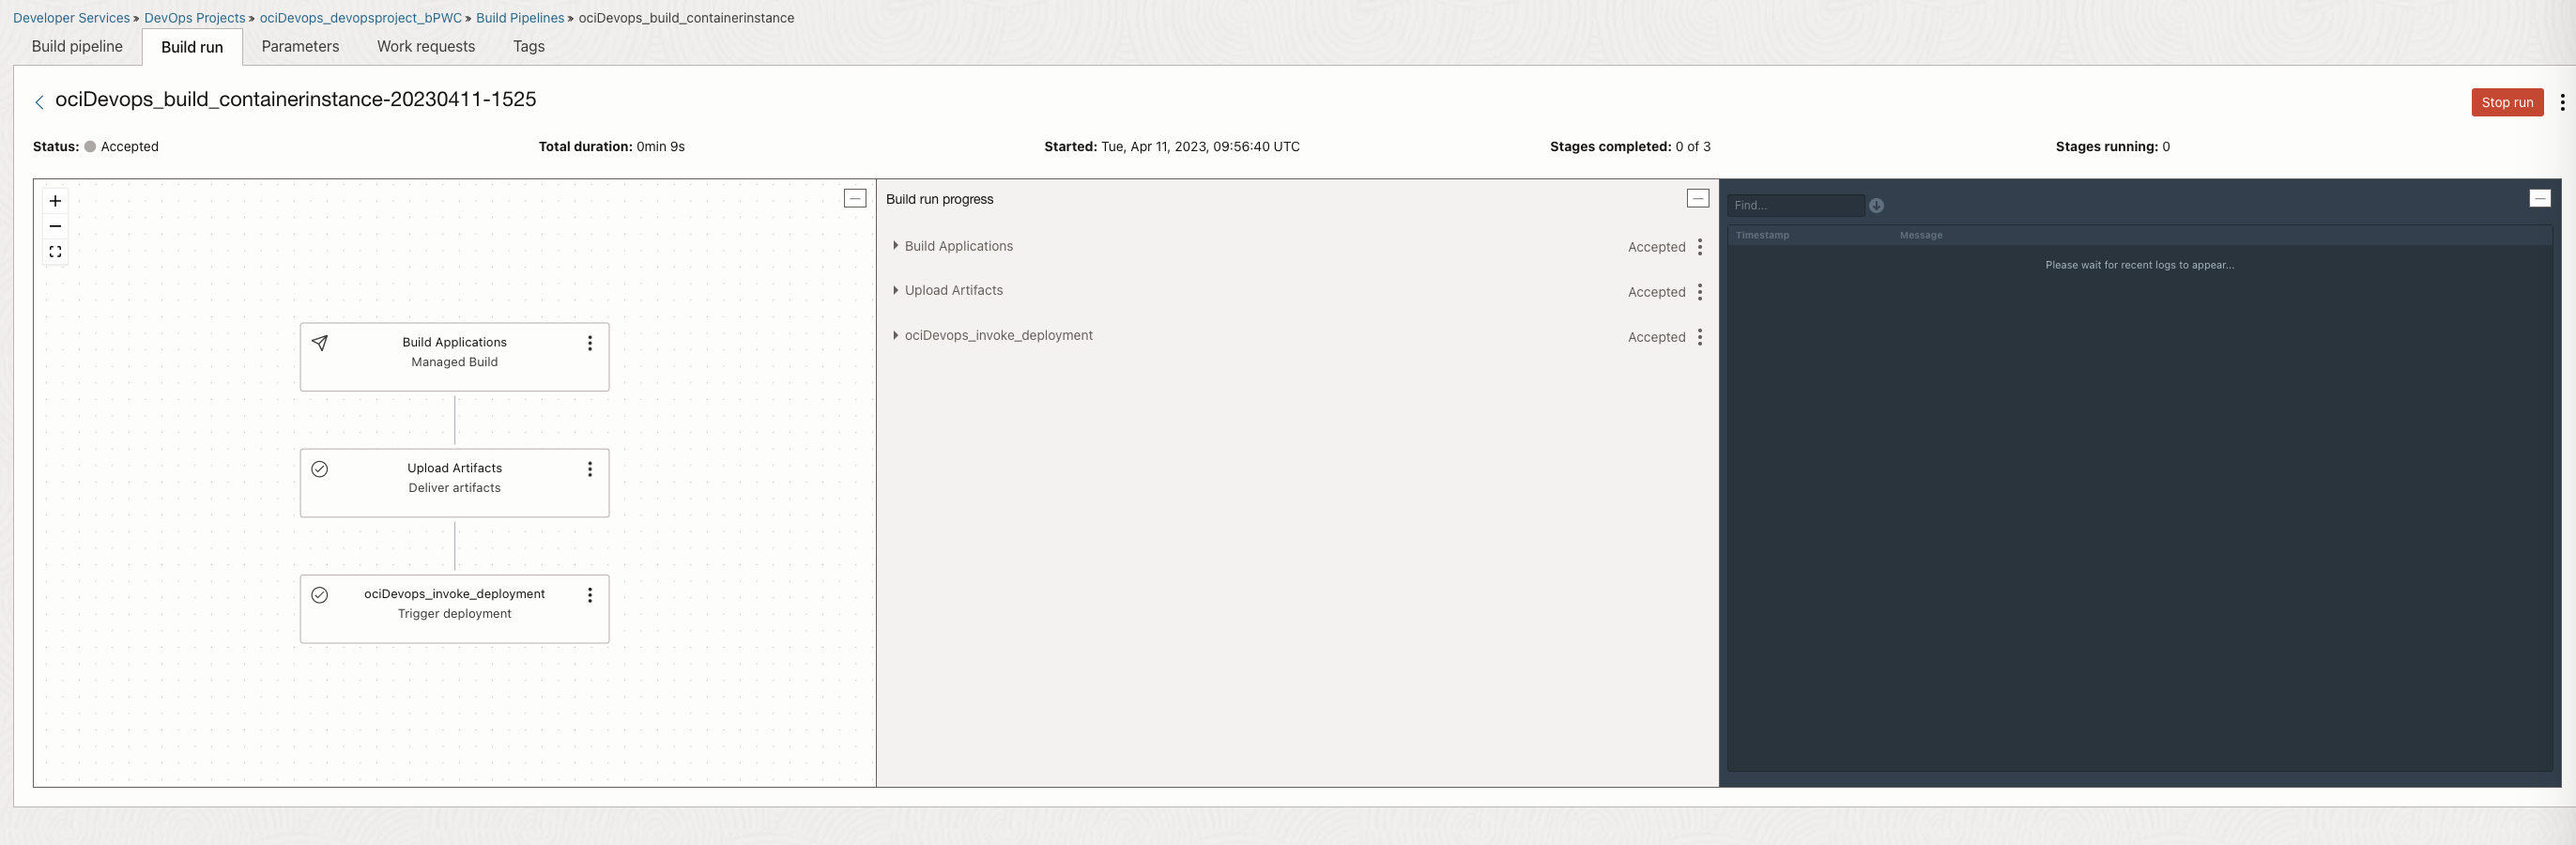 Developer Services » DevOps Projects » ociDevops_devopsproject_bPWC » Build Pipelines » ociDevops_build_containerinstance
Build pipeline Build run Parameters Work requests Tags
ociDevops_build_containerinstance-20230411-1525
Stop run
Status: Accepted Total duration: 0min 9s Started: Tue, Apr 11, 2023, 09:56:40 UTC Stages completed: 0 of 3 Stages running: 0
Build Applications
Managed Build
Upload Artifacts
Deliver artifacts
ociDevops_invoke_deployment
Trigger deployment
Build run progress
Build Applications Accepted
Upload Artifacts Accepted
ociDevops_invoke_deployment Accepted
Find...
Timestamp Message
Please wait for recent logs to appear...